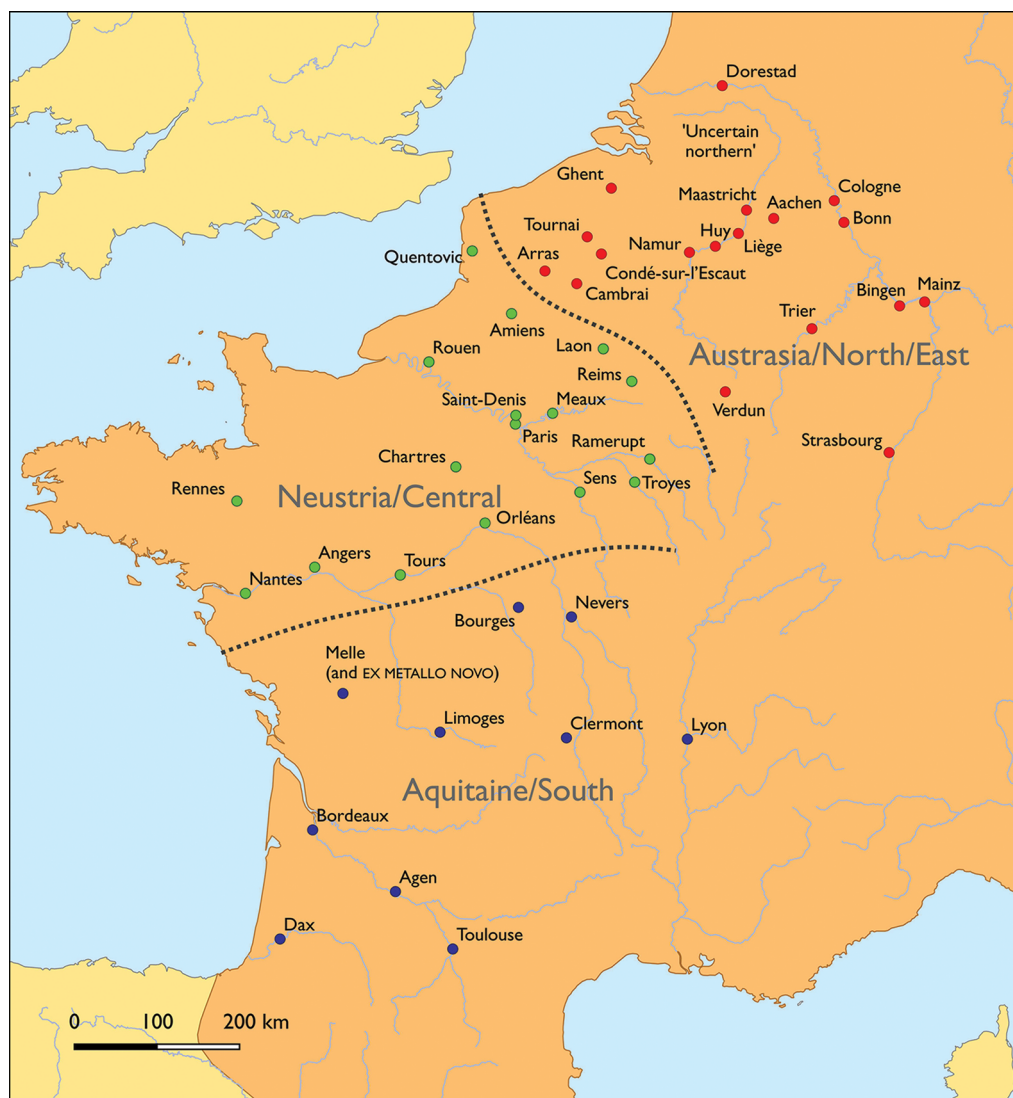 Dorestad
'Uncertain
northern'
Ghent
Cologne
Maastricht
Aachen
Bonn
Tournai
Huy
Liège
Namur
Quentovic
Arras
Condé-sur-l'Escaut
Cambrai
Bingen
Mainz
Trier
Amiens
Rouen
Laon
Austrasia/North/East
Reims
Saint-Denis
Meaux
Verdun
Paris
Ramerupt
Strasbourg
Chartres
Sens
Troyes
Rennes
Neustria/Central
Orléans
Angers
Tours
Nantes
Nevers
Bourges
Melle
(and EX METALLO NOVO)
Limoges
Clermont
Lyon
Aquitaine/South
Bordeaux
Agen
Dax
Toulouse
0 100 200 km